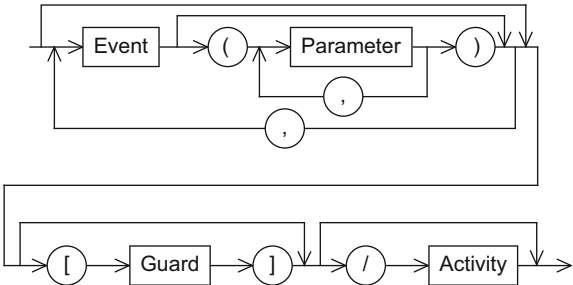 Event ( Parameter )
,
,
[ Guard ] / Activity